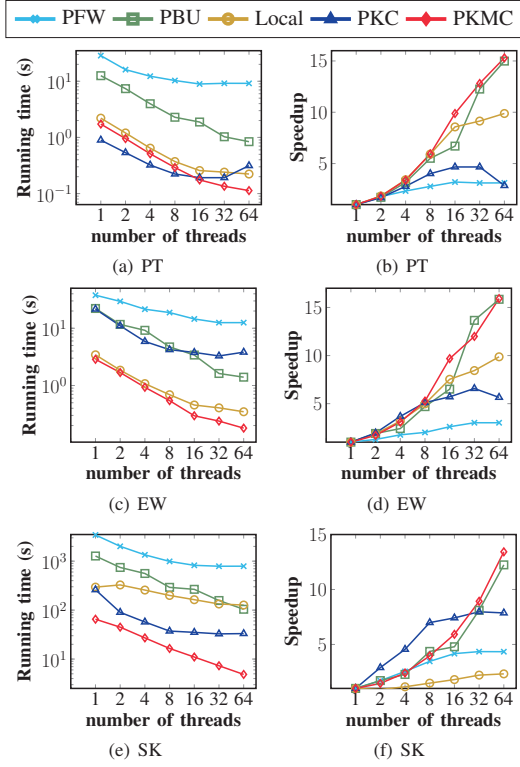 PFW PBU Local PKC PKMC
Running time (s)
10^1
10^0
10^−1
1 2 4 8 16 32 64
number of threads
(a) PT
Speedup
15
10
5
1 2 4 8 16 32 64
number of threads
(b) PT
Running time (s)
10^1
10^0
1 2 4 8 16 32 64
number of threads
(c) EW
Speedup
15
10
5
1 2 4 8 16 32 64
number of threads
(d) EW
Running time (s)
10^3
10^2
10^1
1 2 4 8 16 32 64
number of threads
(e) SK
Speedup
15
10
5
1 2 4 8 16 32 64
number of threads
(f) SK